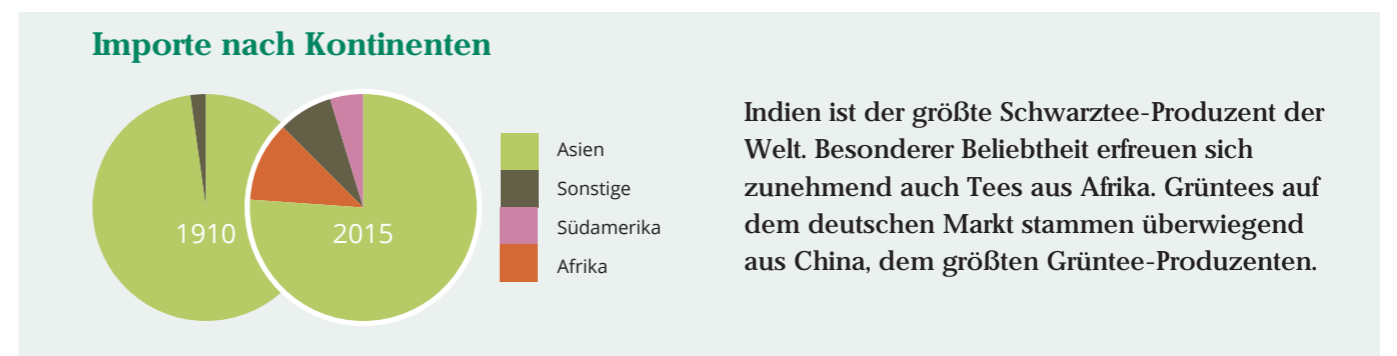 Importe nach Kontinenten
1910
2015
Asien
Sonstige
Südamerika
Afrika
Indien ist der größte Schwarztee-Produzent der
Welt. Besonderer Beliebtheit erfreuen sich
zunehmend auch Tees aus Afrika. Grüntees auf
dem deutschen Markt stammen überwiegend
aus China, dem größten Grüntee-Produzenten.